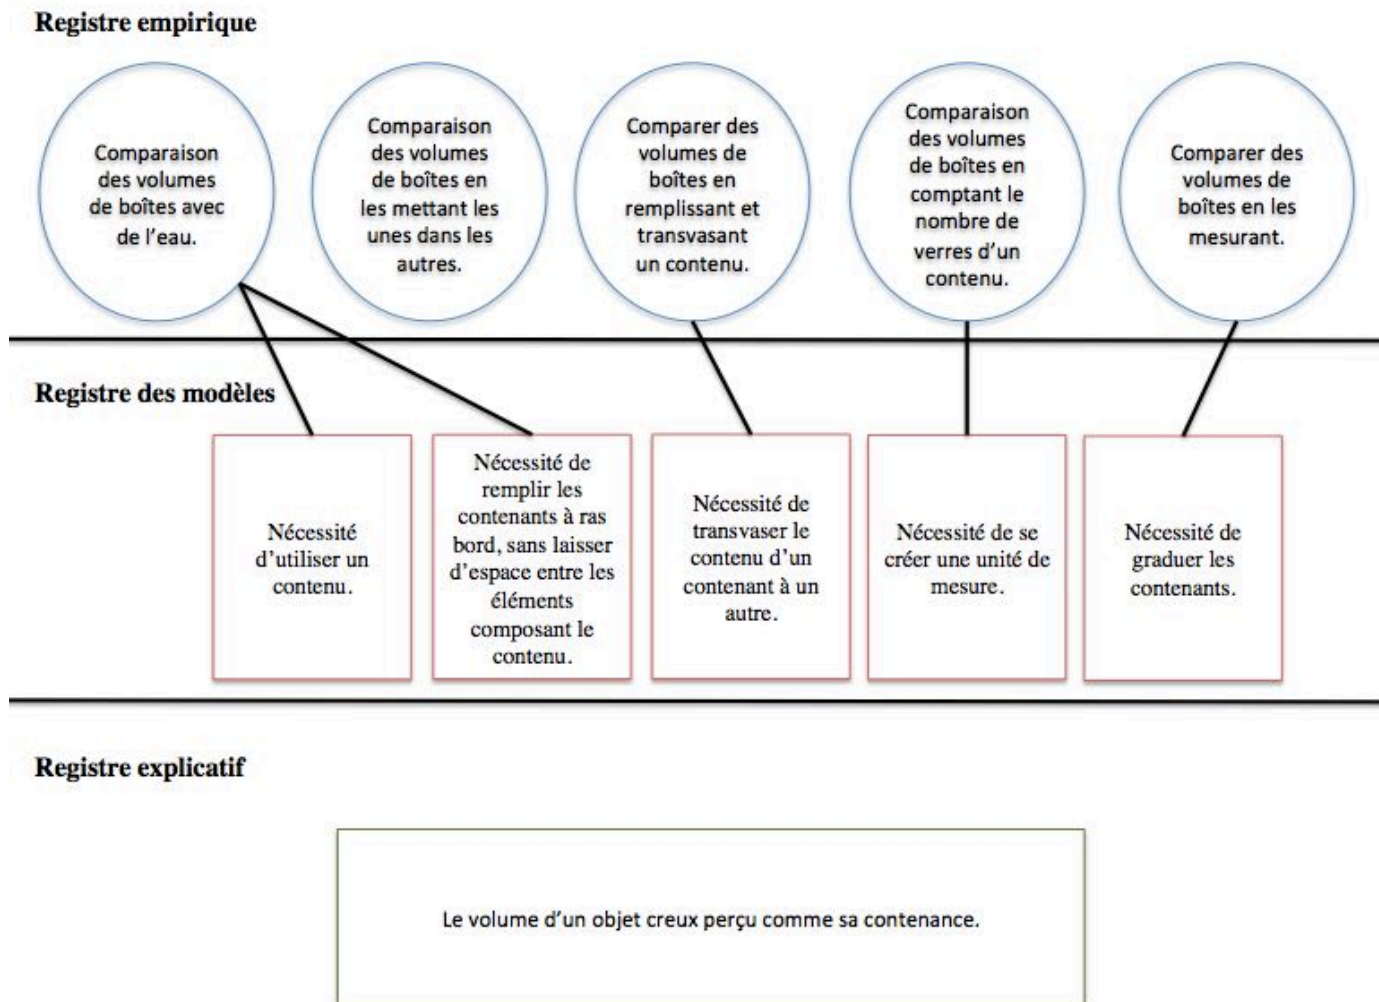 Registre empirique
Comparaison
des volumes
de boîtes avec
de l'eau.
Comparaison
des volumes
de boîtes en
les mettant les
unes dans les
autres.
Comparer des
volumes de
boîtes en
remplissant et
transvasant
un contenu.
Comparaison
des volumes
de boîtes en
comptant le
nombre de
verres d'un
contenu.
Comparer des
volumes de
boîtes en les
mesurant.
Registre des modèles
Nécessité
d'utiliser un
contenu.
Nécessité de
remplir les
contenants à ras
bord, sans laisser
d'espace entre les
éléments
composant le
contenu.
Nécessité de
transvaser le
contenu d'un
contenant à un
autre.
Nécessité de se
créer une unité de
mesure.
Nécessité de
graduer les
contenants.
Registre explicatif
Le volume d'un objet creux perçu comme sa contenance.